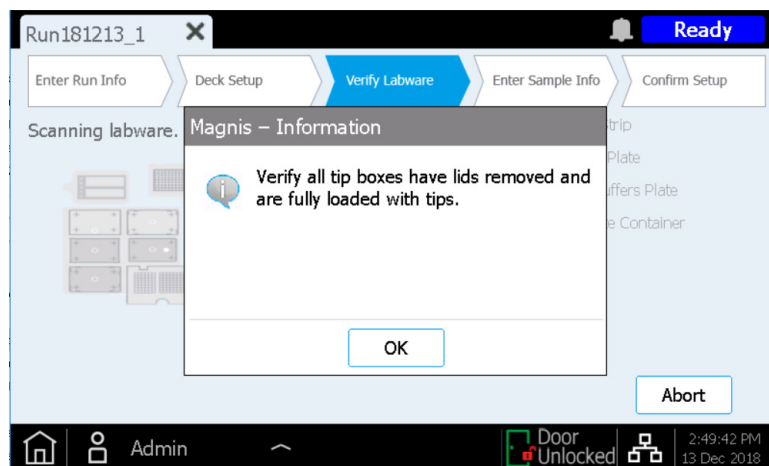 Run181213_1
Ready
Enter Run Info
Deck Setup
Verify Labware
Enter Sample Info
Confirm Setup
Scanning labware.
Magnis – Information
Verify all tip boxes have lids removed and
are fully loaded with tips.
Plate
Plate
Container
OK
Abort
Admin
Door
Unlocked
2:49:42 PM
13 Dec 2018